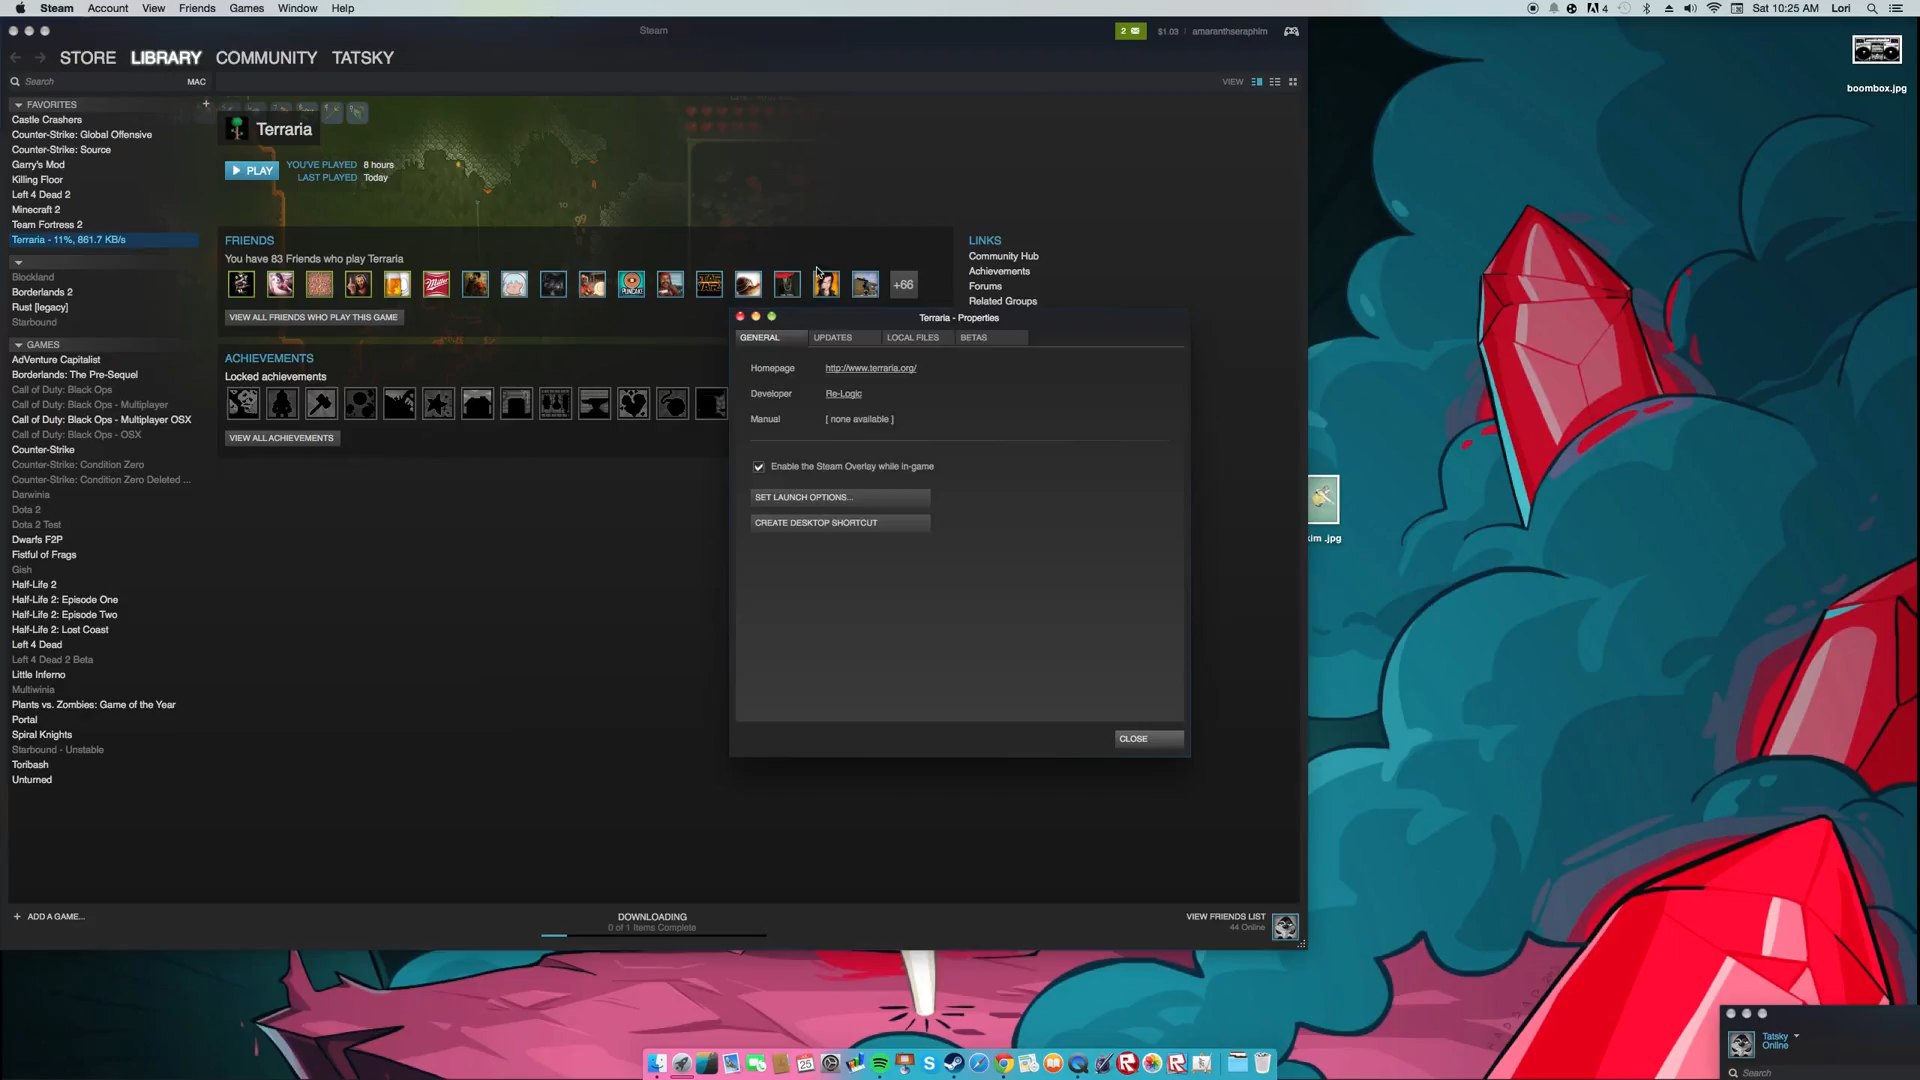 Steam Account View Friends Games Window Help
4 Sat 10:25 AM Lori
Steam
2 $1.03 amaranthseraphim
STORE LIBRARY COMMUNITY TATSKY
Search MAC
VIEW
FAVORITES +
Castle Crashers
Counter-Strike: Global Offensive
Counter-Strike: Source
Garry's Mod
Killing Floor
Left 4 Dead 2
Minecraft 2
Team Fortress 2
Terraria - 11%, 861.7 KB/s
Blockland
Borderlands 2
Rust [legacy]
Starbound
GAMES
AdVenture Capitalist
Borderlands: The Pre-Sequel
Call of Duty: Black Ops
Call of Duty: Black Ops - Multiplayer
Call of Duty: Black Ops - Multiplayer OSX
Call of Duty: Black Ops - OSX
Counter-Strike
Counter-Strike: Condition Zero
Counter-Strike: Condition Zero Deleted ...
Darwinia
Dota 2
Dota 2 Test
Dwarfs F2P
Fistful of Frags
Gish
Half-Life 2
Half-Life 2: Episode One
Half-Life 2: Episode Two
Half-Life 2: Lost Coast
Left 4 Dead
Left 4 Dead 2 Beta
Little Inferno
Multiwinia
Plants vs. Zombies: Game of the Year
Portal
Spiral Knights
Starbound - Unstable
Toribash
Unturned
+ ADD A GAME...
Terraria
PLAY
YOU'VE PLAYED 8 hours
LAST PLAYED Today
FRIENDS
You have 83 Friends who play Terraria
+66
VIEW ALL FRIENDS WHO PLAY THIS GAME
ACHIEVEMENTS
Locked achievements
VIEW ALL ACHIEVEMENTS
LINKS
Community Hub
Achievements
Forums
Related Groups
Terraria - Properties
GENERAL UPDATES LOCAL FILES BETAS
Homepage http://www.terraria.org/
Developer Re-Logic
Manual [ none available ]
Enable the Steam Overlay while in-game
SET LAUNCH OPTIONS...
CREATE DESKTOP SHORTCUT
CLOSE
DOWNLOADING
0 of 1 Items Complete
VIEW FRIENDS LIST
44 Online
boombox.jpg
kim .jpg
Tatsky
Online
Search
25